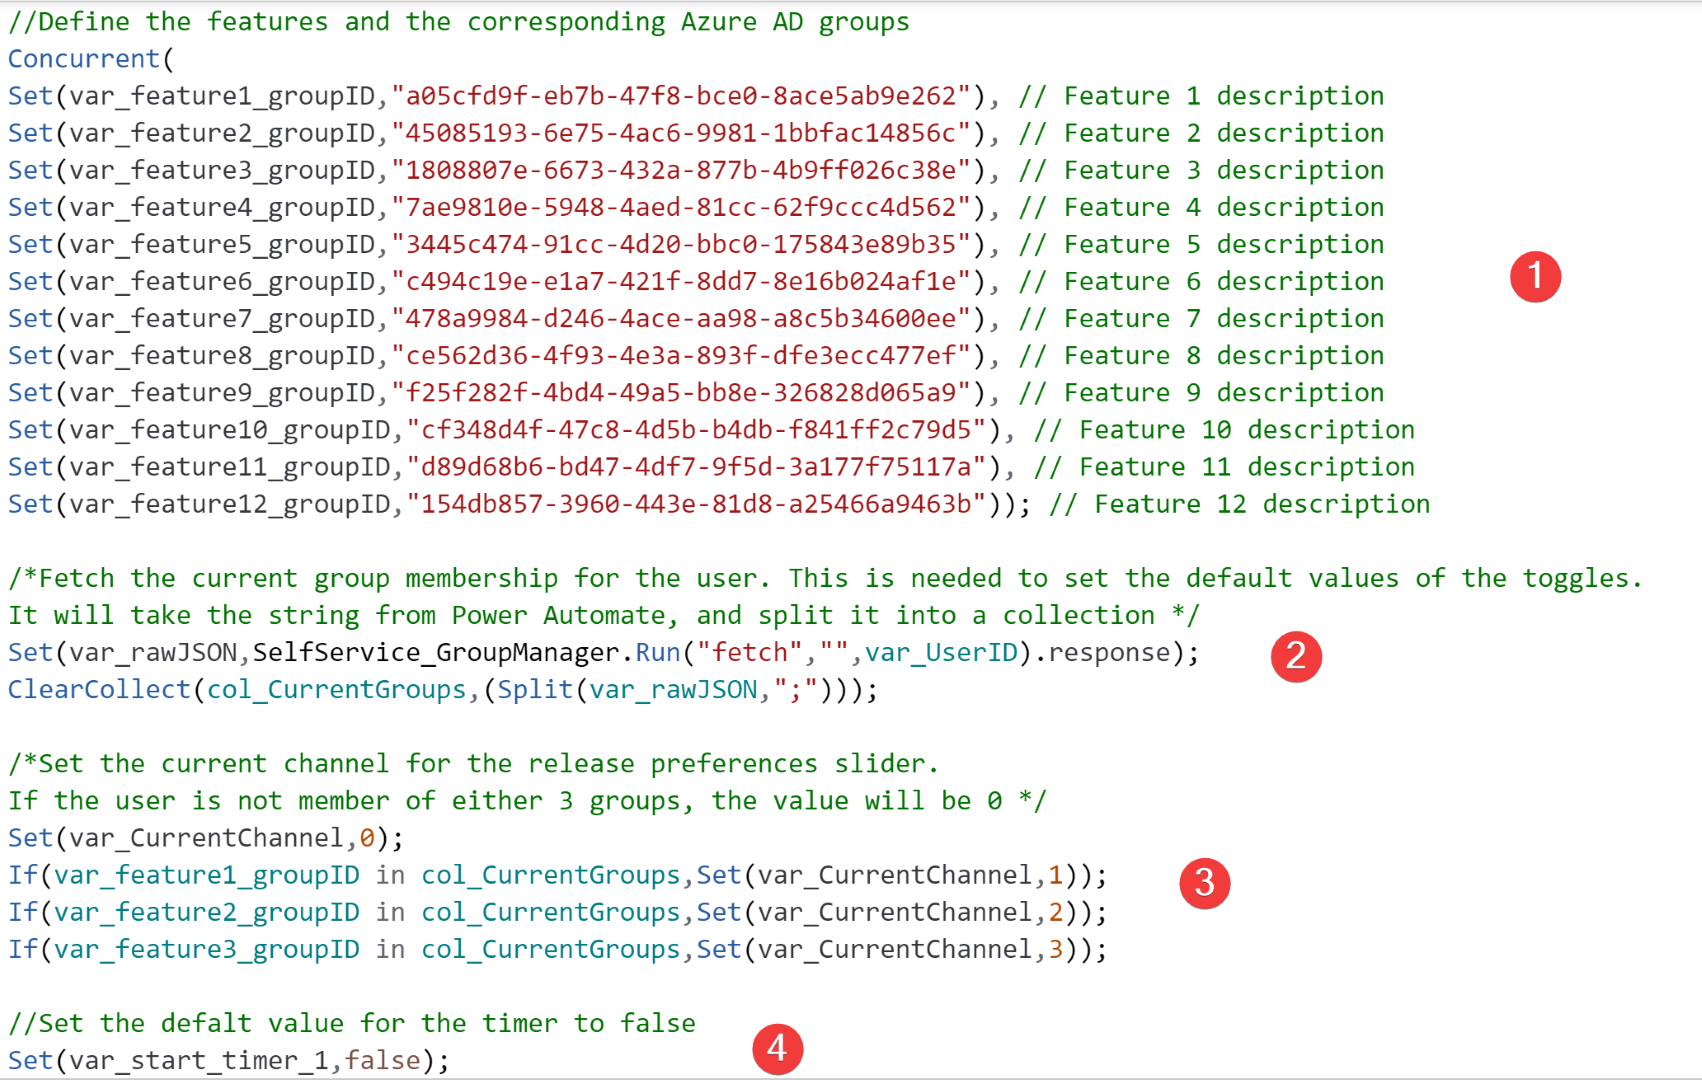 //Define the features and the corresponding Azure AD groups
Concurrent(
Set(var_feature1_groupID,"a05cfd9f-eb7b-47f8-bce0-8ace5ab9e262"), // Feature 1 description
Set(var_feature2_groupID,"45085193-6e75-4ac6-9981-1bbfac14856c"), // Feature 2 description
Set(var_feature3_groupID,"1808807e-6673-432a-877b-4b9ff026c38e"), // Feature 3 description
Set(var_feature4_groupID,"7ae9810e-5948-4aed-81cc-62f9ccc4d562"), // Feature 4 description
Set(var_feature5_groupID,"3445c474-91cc-4d20-bbc0-175843e89b35"), // Feature 5 description
Set(var_feature6_groupID,"c494c19e-e1a7-421f-8dd7-8e16b024af1e"), // Feature 6 description
1
Set(var_feature7_groupID,"478a9984-d246-4ace-aa98-a8c5b34600ee"), // Feature 7 description
Set(var_feature8_groupID,"ce562d36-4f93-4e3a-893f-dfe3ecc477ef"), // Feature 8 description
Set(var_feature9_groupID,"f25f282f-4bd4-49a5-bb8e-326828d065a9"), // Feature 9 description
Set(var_feature10_groupID,"cf348d4f-47c8-4d5b-b4db-f841ff2c79d5"), // Feature 10 description
Set(var_feature11_groupID,"d89d68b6-bd47-4df7-9f5d-3a177f75117a"), // Feature 11 description
Set(var_feature12_groupID,"154db857-3960-443e-81d8-a25466a9463b")); // Feature 12 description
/*Fetch the current group membership for the user. This is needed to set the default values of the toggles.
It will take the string from Power Automate, and split it into a collection */
Set(var_rawJSON,SelfService_GroupManager.Run("fetch","",var_UserID).response);
2
ClearCollect(col_CurrentGroups,(Split(var_rawJSON,";")));
/*Set the current channel for the release preferences slider.
If the user is not member of either 3 groups, the value will be 0 */
Set(var_CurrentChannel,0);
If(var_feature1_groupID in col_CurrentGroups,Set(var_CurrentChannel,1));
3
If(var_feature2_groupID in col_CurrentGroups,Set(var_CurrentChannel,2));
If(var_feature3_groupID in col_CurrentGroups,Set(var_CurrentChannel,3));
//Set the defalt value for the timer to false
Set(var_start_timer_1,false);
4